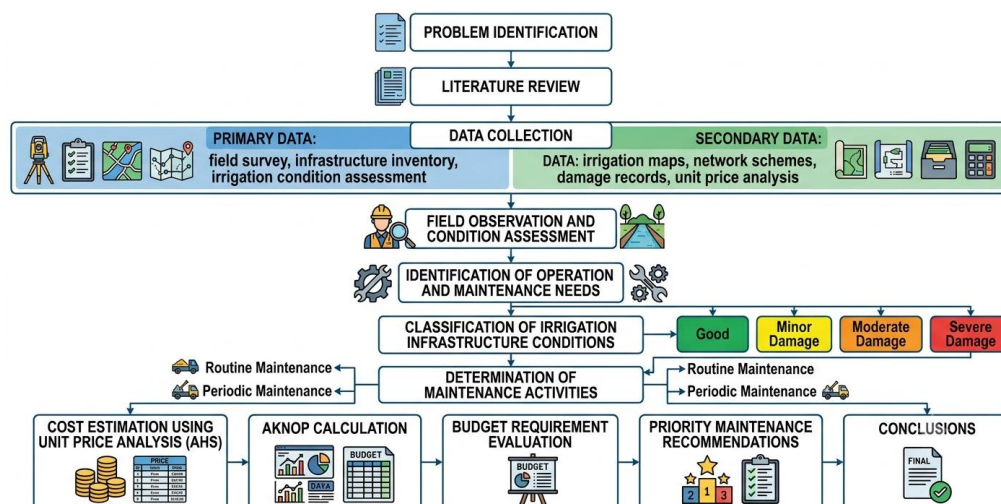 PROBLEM IDENTIFICATION
LITERATURE REVIEW
DATA COLLECTION
PRIMARY DATA:
field survey, infrastructure inventory,
irrigation condition assessment
SECONDARY DATA:
DATA: irrigation maps, network schemes,
damage records, unit price analysis
FIELD OBSERVATION AND
CONDITION ASSESSMENT
IDENTIFICATION OF OPERATION
AND MAINTENANCE NEEDS
CLASSIFICATION OF IRRIGATION
INFRASTRUCTURE CONDITIONS
Good
Minor
Damage
Moderate
Damage
Severe
Damage
Routine Maintenance
Periodic Maintenance
DETERMINATION OF
MAINTENANCE ACTIVITIES
Routine Maintenance
Periodic Maintenance
COST ESTIMATION USING
UNIT PRICE ANALYSIS (AHS)
PRICE
AKNOP CALCULATION
DAYA
BUDGET
BUDGET REQUIREMENT
EVALUATION
BUDGET
PRIORITY MAINTENANCE
RECOMMENDATIONS
2 1 3
CONCLUSIONS
FINAL